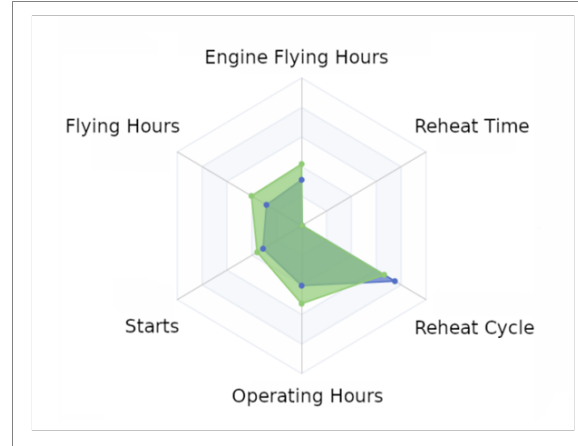 Engine Flying Hours
Flying Hours
Reheat Time
Starts
Reheat Cycle
Operating Hours